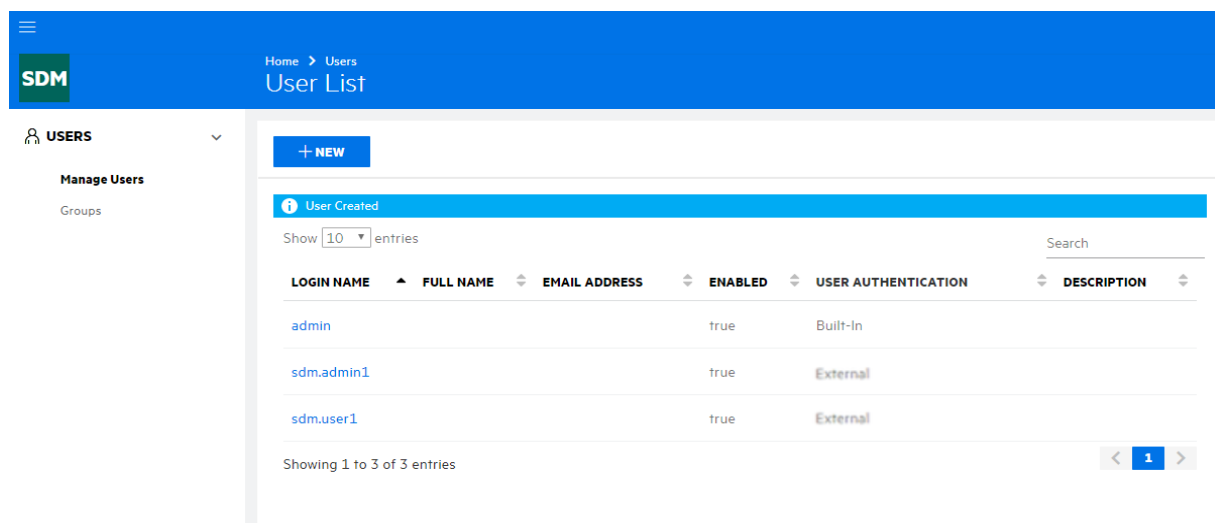 Home > Users
SDM
User List
USERS
Manage Users
Groups
+ NEW
i User Created
Show 10 entries
Search
LOGIN NAME FULL NAME EMAIL ADDRESS ENABLED USER AUTHENTICATION DESCRIPTION
admin true Built-In
sdm.admin1 true External
sdm.user1 true External
Showing 1 to 3 of 3 entries
< 1 >